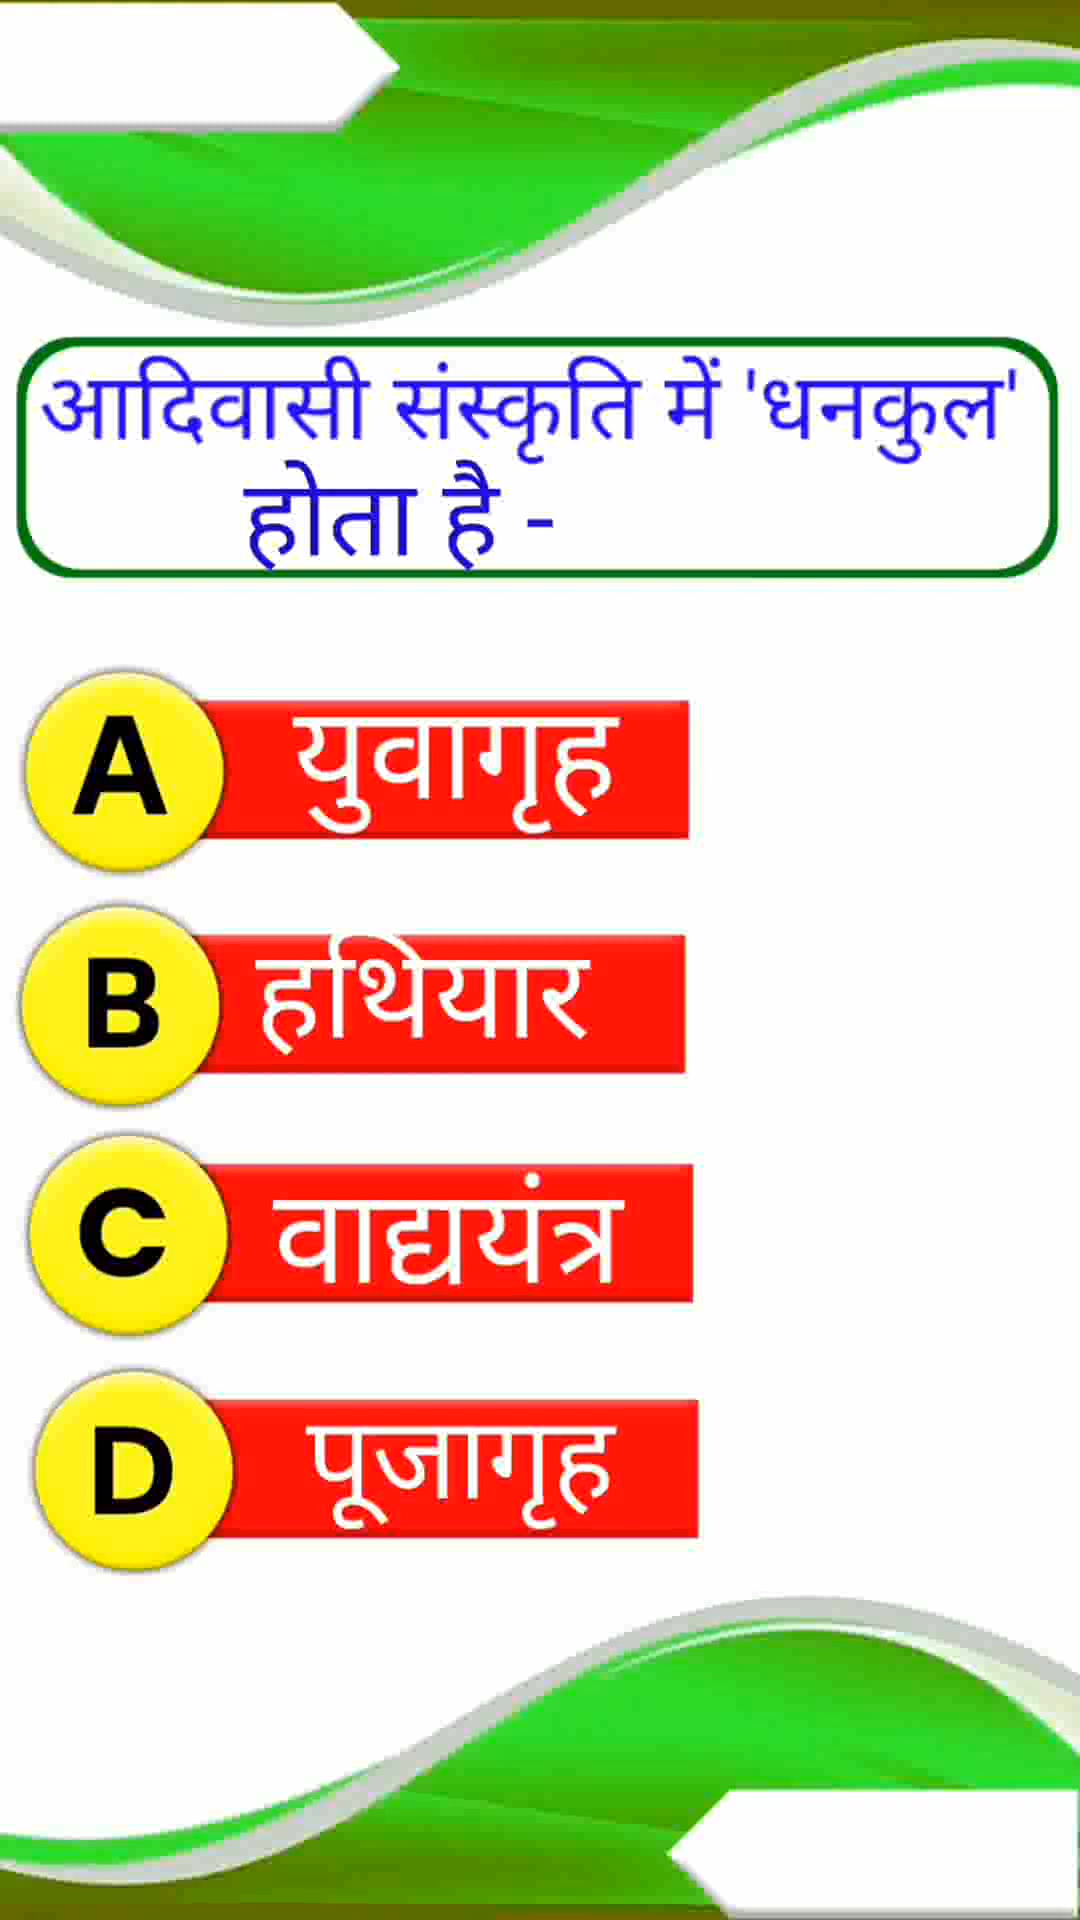 आदिवासी संस्कृति में 'धनकुल'
होता है -
A युवागृह
B हथियार
C वाद्ययंत्र
D पूजागृह